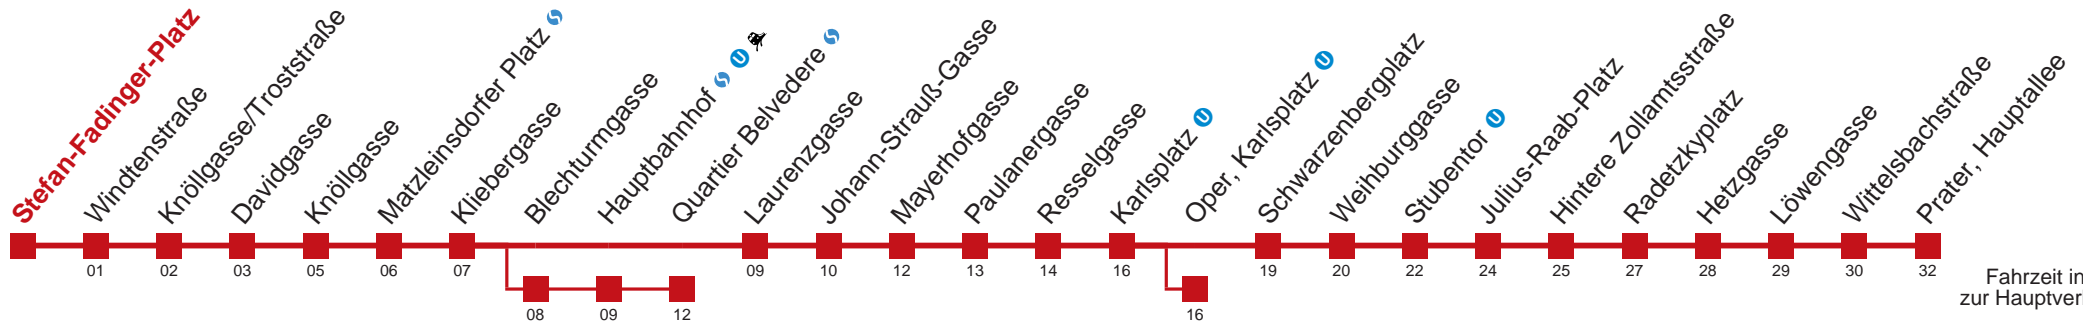 Stefan-Fadinger-Platz
Windtenstraße
Knöllgasse/Troststraße
Davidgasse
Knöllgasse
Matzleinsdorfer Platz
Kliebergasse
Blechturmgasse
Hauptbahnhof U
Quartier Belvedere
Laurenzgasse
Johann-Strauß-Gasse
Mayerhofgasse
Paulanergasse
Resselgasse
Karlsplatz U
Oper, Karlsplatz U
Schwarzenbergplatz
Weihburggasse
Stubentor U
Julius-Raab-Platz
Hintere Zollamtsstraße
Radetzkyplatz
Hetzgasse
Löwengasse
Wittelsbachstraße
Prater, Hauptallee
01 02 03 05 06 07 09 10 12 13 14 16 19 20 22 24 25 27 28 29 30 32
08 09 12 16
Fahrzeit in
zur Hauptver